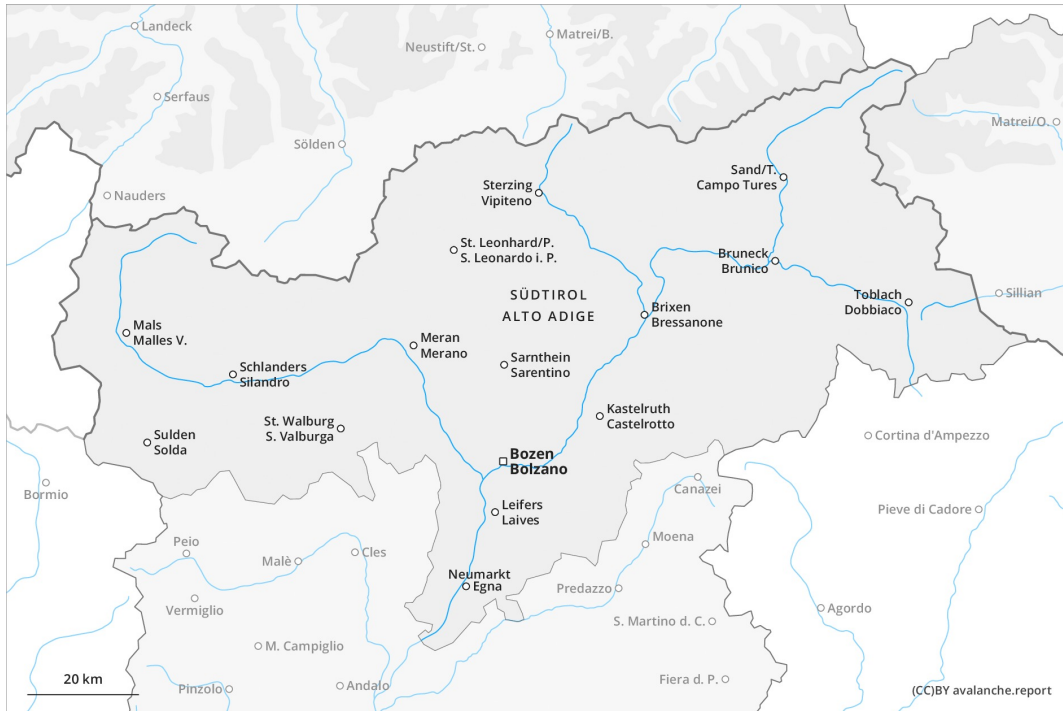 Landeck
Matrei/B.
Neustift/St.
Serfaus
Matrei/O.
Sölden
Nauders
Sterzing
Vipiteno
Sand/T.
Campo Tures
St. Leonhard/P.
S. Leonardo i. P.
Bruneck
Brunico
SÜDTIROL
ALTO ADIGE
Toblach
Dobbiaco
Sillian
Brixen
Bressanone
Mals
Malles V.
Meran
Merano
Sarnthein
Sarentino
Schlanders
Silandro
Kastelruth
Castelrotto
St. Walburg
S. Valburga
Sulden
Solda
Cortina d'Ampezzo
Bozen
Bolzano
Bormio
Canazei
Leifers
Laives
Pieve di Cadore
Moena
Peio
Malè
Cles
Neumarkt
Egna
Predazzo
Vermiglio
Agordo
S. Martino d. C.
M. Campiglio
20 km
Pinzolo
Andalo
Fiera d. P.
(CC)BY avalanche.report